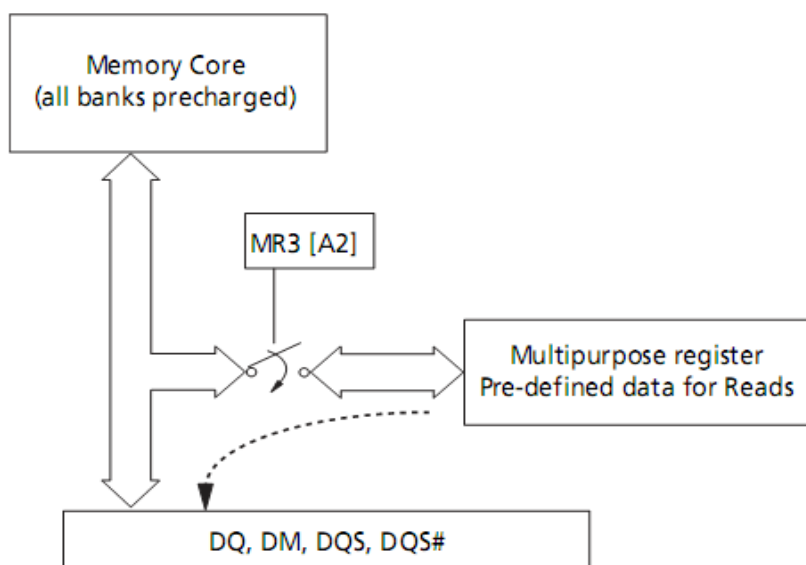 Memory Core
(all banks precharged)
MR3 [A2]
Multipurpose register
Pre-defined data for Reads
DQ, DM, DQS, DQS#